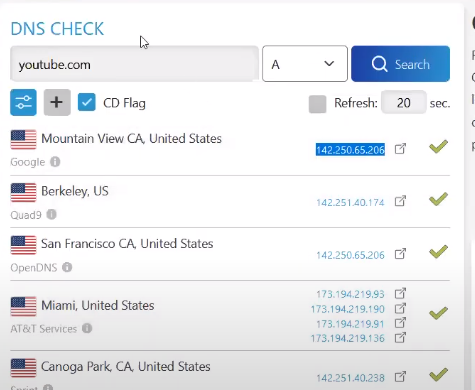 DNS CHECK
youtube.com
A
Search
CD Flag
Refresh: 20 sec.
Mountain View CA, United States
Google
142.250.65.206
Berkeley, US
Quad9
142.251.40.174
San Francisco CA, United States
OpenDNS
142.250.65.206
Miami, United States
AT&T Services
173.194.219.93
173.194.219.190
173.194.219.91
173.194.219.136
Canoga Park, CA, United States
Sprint
142.251.40.238